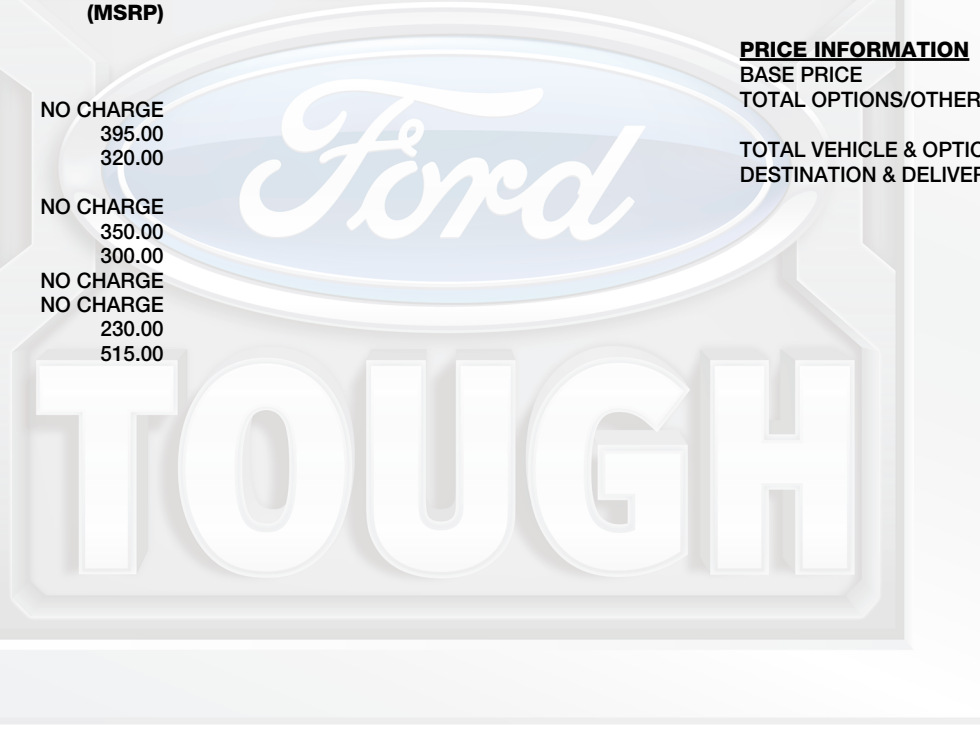 (MSRP)
NO CHARGE
395.00
320.00
NO CHARGE
350.00
300.00
NO CHARGE
NO CHARGE
230.00
515.00
PRICE INFORMATION
BASE PRICE
TOTAL OPTIONS/OTHER
TOTAL VEHICLE & OPTIO
DESTINATION & DELIVER
Ford
TOUGH